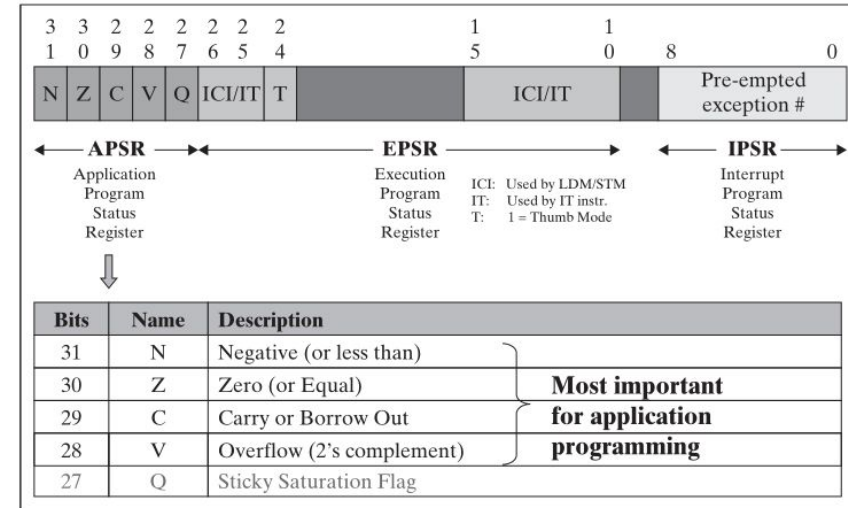 3 3 2 2 2 2 2 2 1 1
1 0 9 8 7 6 5 4 5 0 8 0
N Z C V Q ICI/IT T ICI/IT Pre-empted
exception #
APSR EPSR IPSR
Application
Program
Status
Register
Execution
Program
Status
Register
ICI: Used by LDM/STM
IT: Used by IT instr.
T: 1 = Thumb Mode
Interrupt
Program
Status
Register
Bits Name Description
31 N Negative (or less than)
30 Z Zero (or Equal)
29 C Carry or Borrow Out
28 V Overflow (2's complement)
27 Q Sticky Saturation Flag
Most important
for application
programming